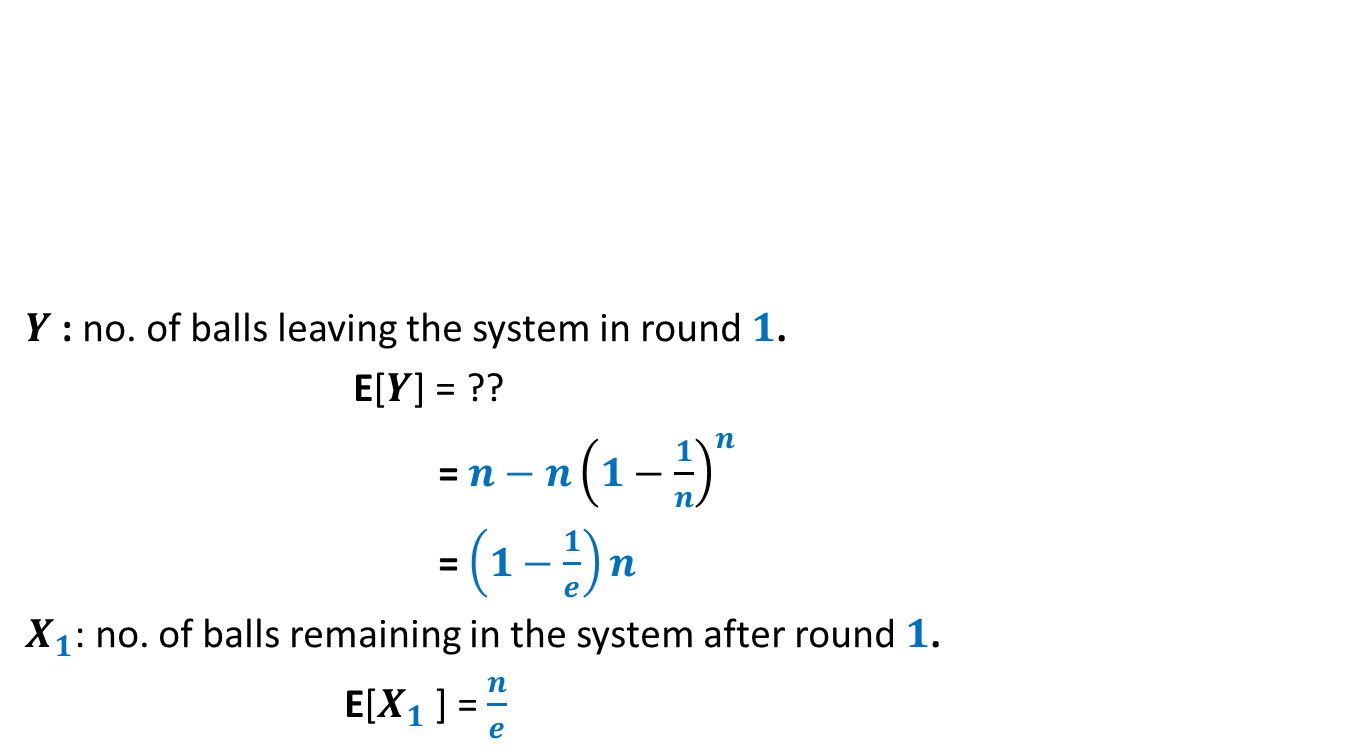 Y : no. of balls leaving the system in round 1.
E[Y] = ??
= n − n(1 − 1/n)^n
= (1 − 1/e) n
X₁: no. of balls remaining in the system after round 1.
E[X₁ ] = n/e